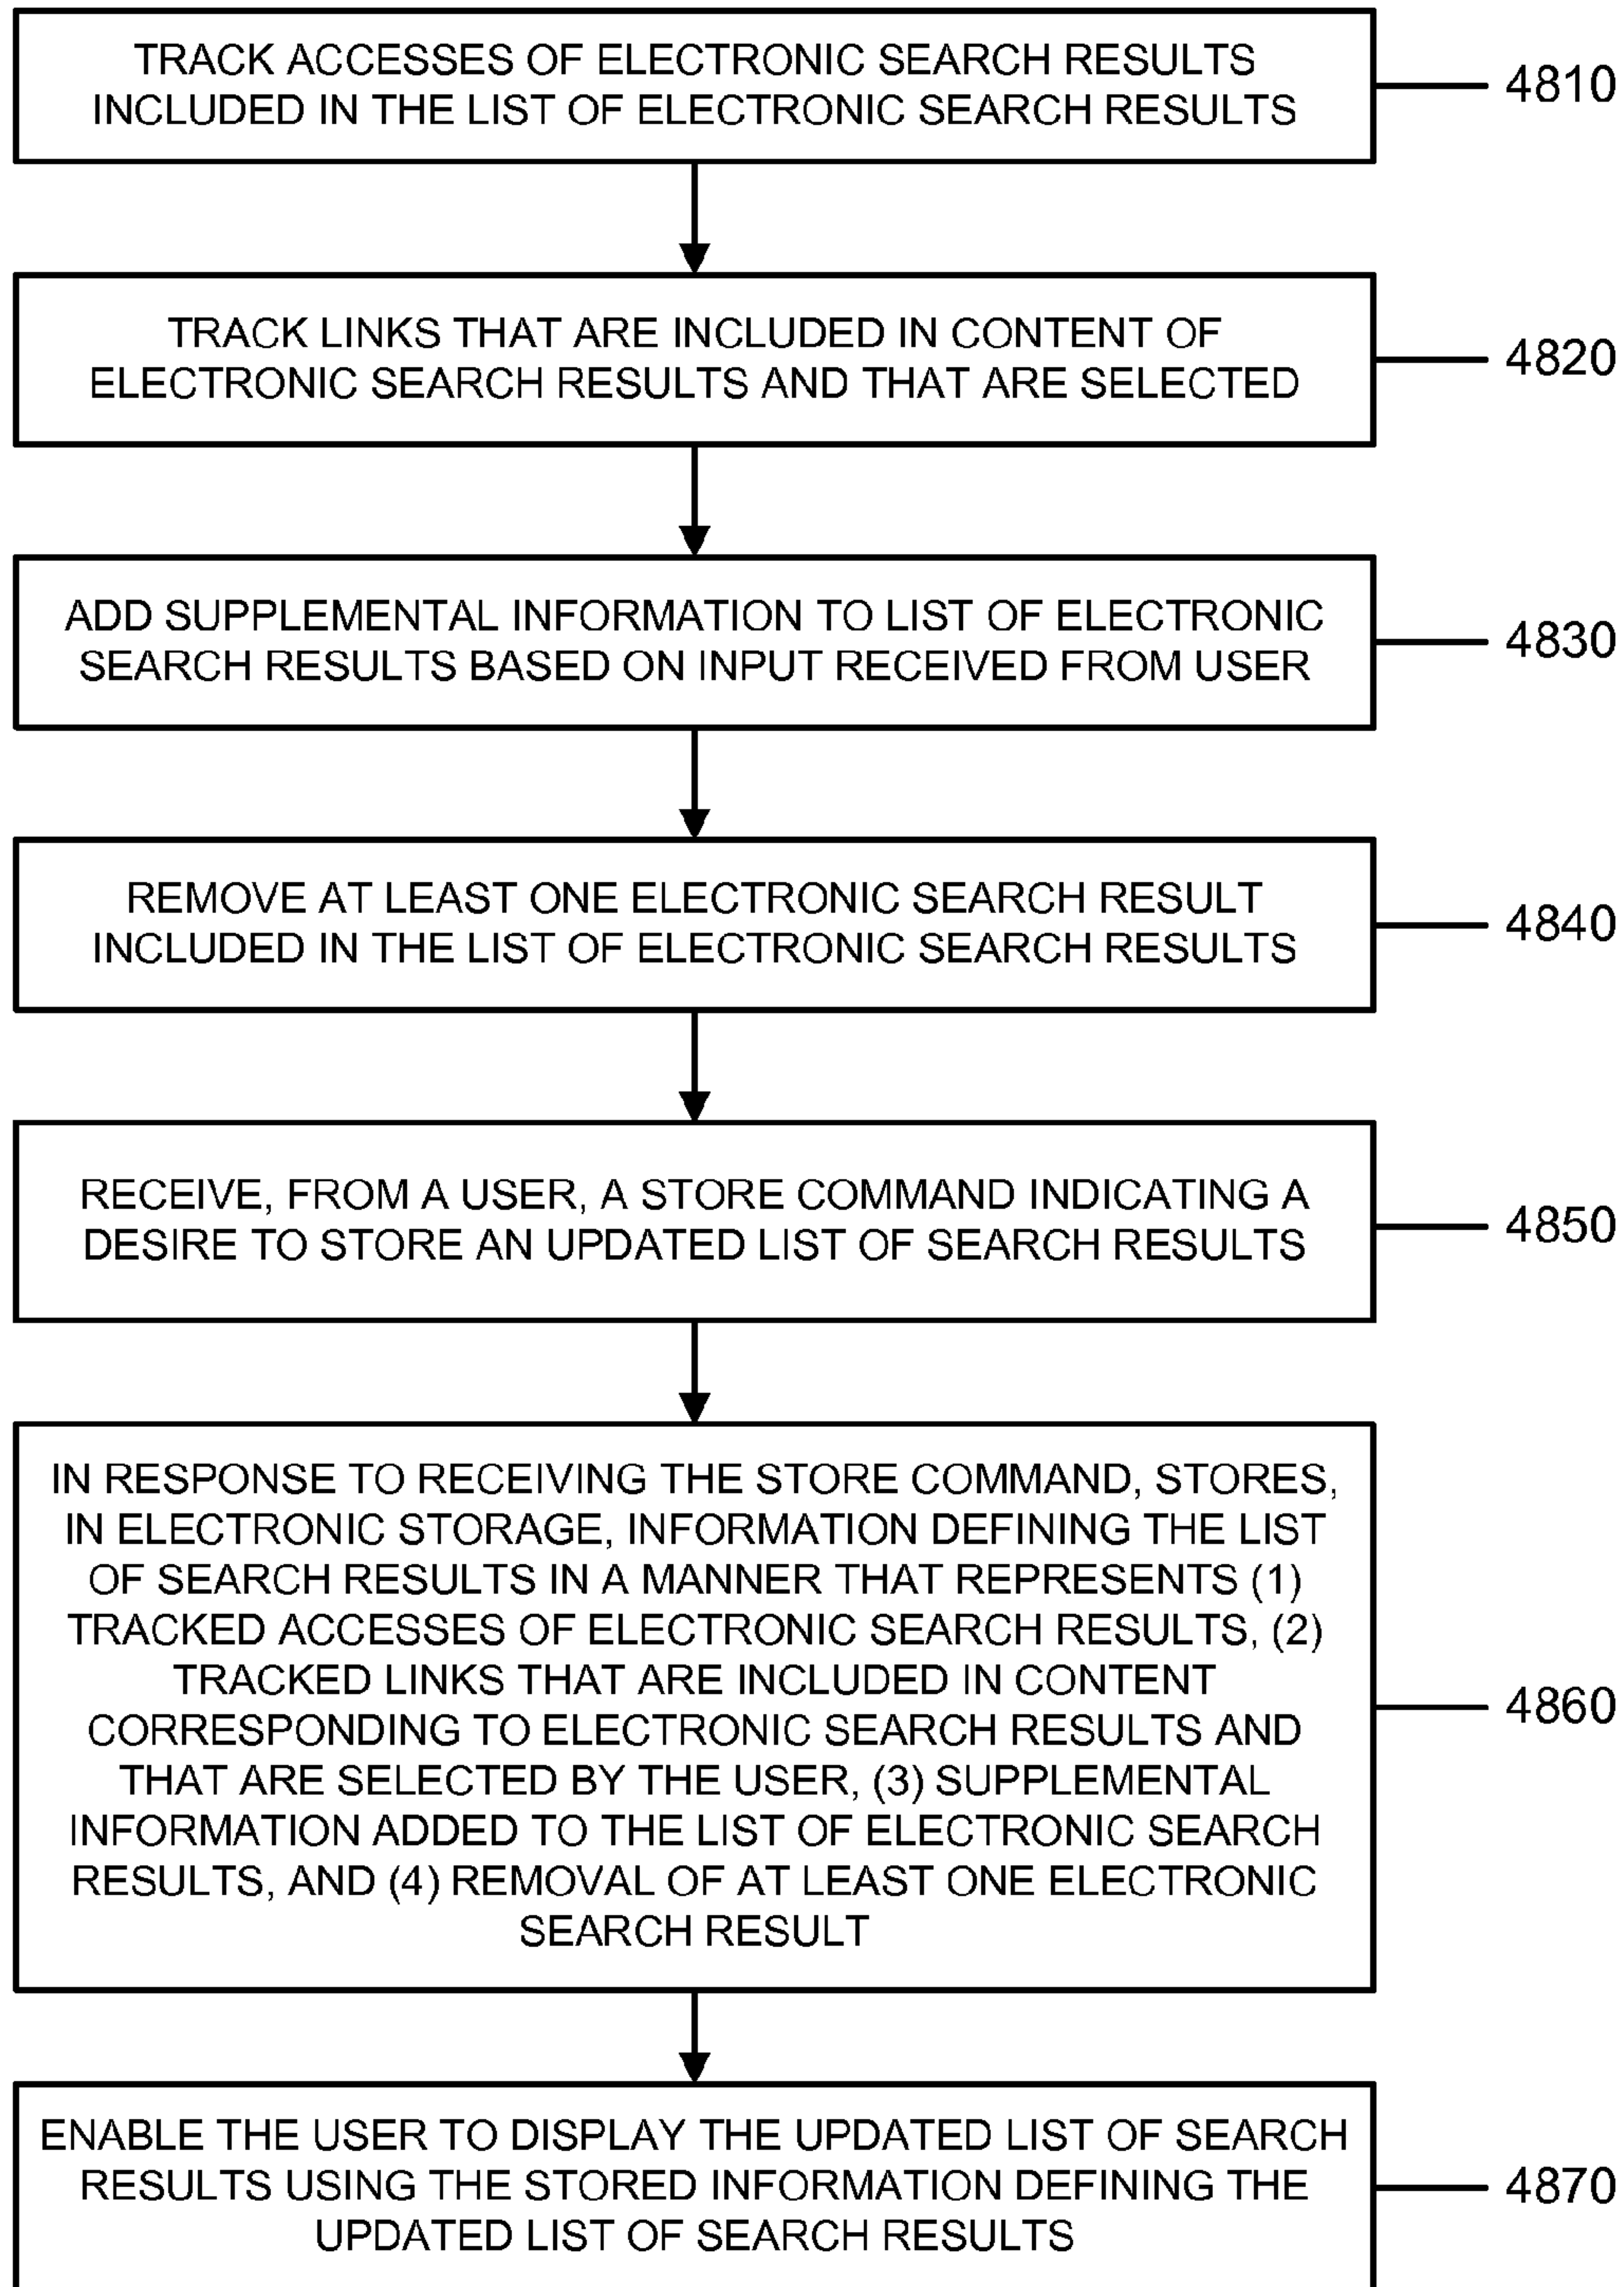 TRACK ACCESSES OF ELECTRONIC SEARCH RESULTS
INCLUDED IN THE LIST OF ELECTRONIC SEARCH RESULTS
4810
TRACK LINKS THAT ARE INCLUDED IN CONTENT OF
ELECTRONIC SEARCH RESULTS AND THAT ARE SELECTED
4820
ADD SUPPLEMENTAL INFORMATION TO LIST OF ELECTRONIC
SEARCH RESULTS BASED ON INPUT RECEIVED FROM USER
4830
REMOVE AT LEAST ONE ELECTRONIC SEARCH RESULT
INCLUDED IN THE LIST OF ELECTRONIC SEARCH RESULTS
4840
RECEIVE, FROM A USER, A STORE COMMAND INDICATING A
DESIRE TO STORE AN UPDATED LIST OF SEARCH RESULTS
4850
IN RESPONSE TO RECEIVING THE STORE COMMAND, STORES,
IN ELECTRONIC STORAGE, INFORMATION DEFINING THE LIST
OF SEARCH RESULTS IN A MANNER THAT REPRESENTS (1)
TRACKED ACCESSES OF ELECTRONIC SEARCH RESULTS, (2)
TRACKED LINKS THAT ARE INCLUDED IN CONTENT
CORRESPONDING TO ELECTRONIC SEARCH RESULTS AND
THAT ARE SELECTED BY THE USER, (3) SUPPLEMENTAL
INFORMATION ADDED TO THE LIST OF ELECTRONIC SEARCH
RESULTS, AND (4) REMOVAL OF AT LEAST ONE ELECTRONIC
SEARCH RESULT
4860
ENABLE THE USER TO DISPLAY THE UPDATED LIST OF SEARCH
RESULTS USING THE STORED INFORMATION DEFINING THE
UPDATED LIST OF SEARCH RESULTS
4870